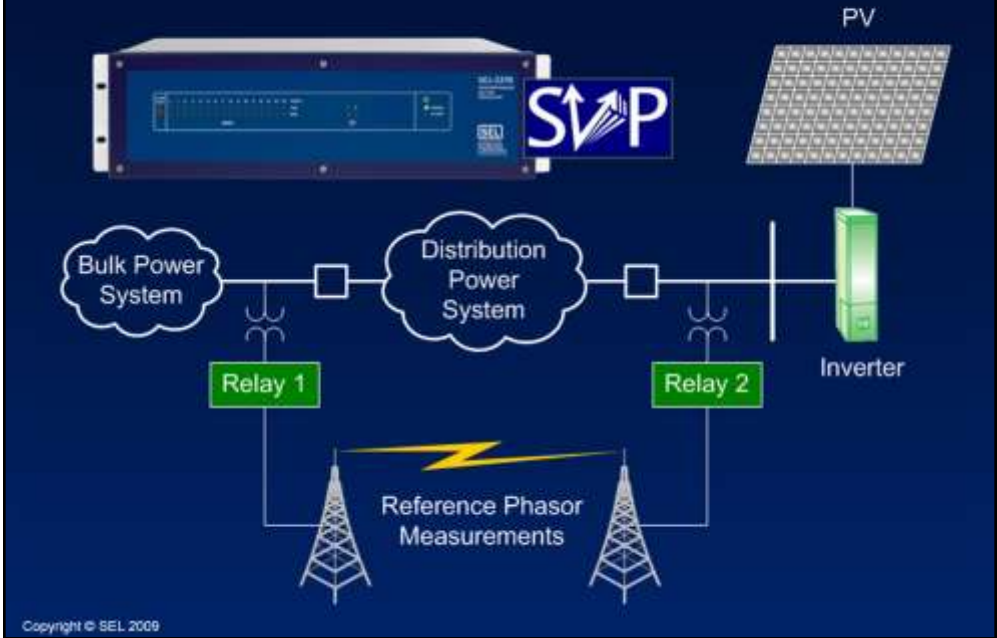 PV
SEL
SVP
Bulk Power
System
Distribution
Power
System
Inverter
Relay 1
Relay 2
Reference Phasor
Measurements
Copyright © SEL 2009